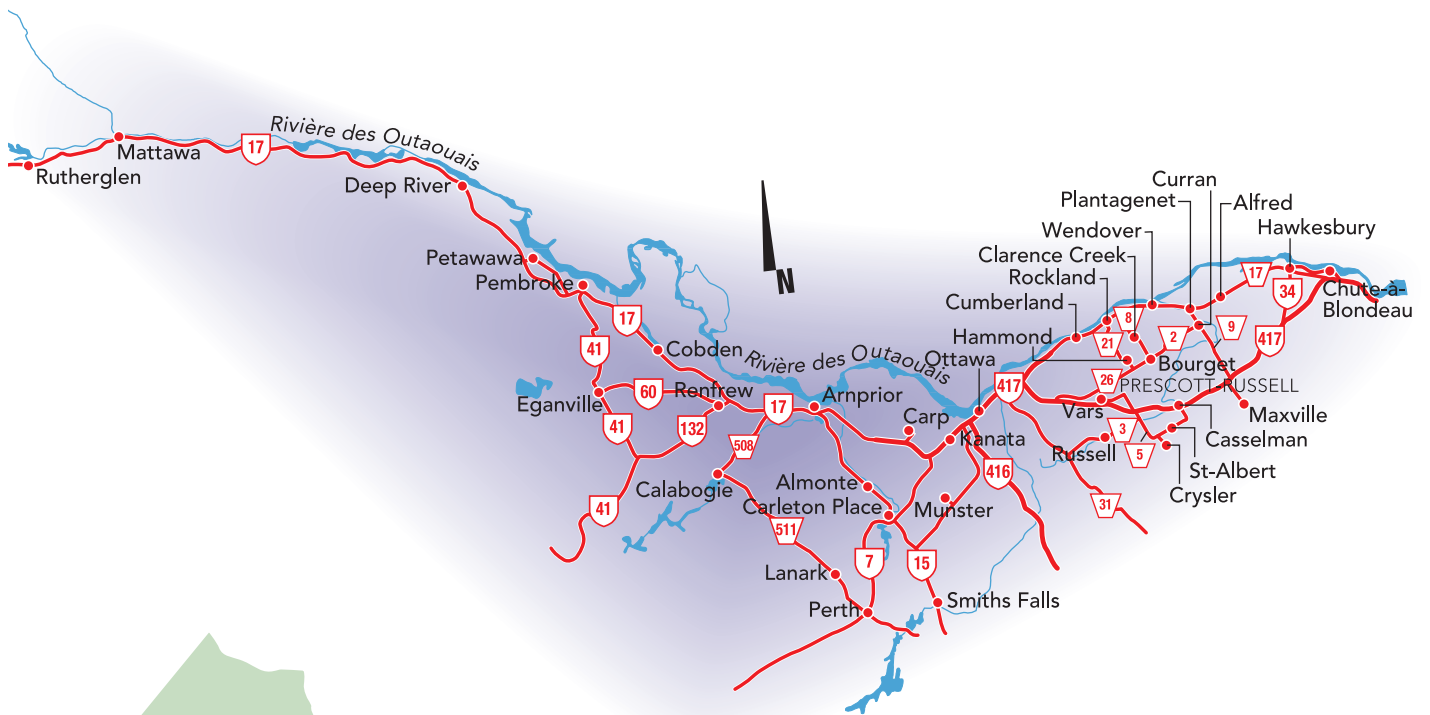 Rivière des Outaouais
17
Mattawa
Rutherglen
Deep River
Curran
Plantagenet
Alfred
Wendover
Hawkesbury
Clarence Creek
Rockland
Cumberland
Petawawa
Pembroke
N
17
34
Chute-à-
Blondeau
8
9
2
21
417
17
41
Cobden
Rivière des Outaouais
Hammond
Ottawa
Bourget
417
26
PRESCOTT-RUSSELL
60
Renfrew
Eganville
17
Arnprior
Vars
Maxville
41
132
508
Carp
Kanata
3
Casselman
Russell
5
St-Albert
416
Crysler
Calabogie
Almonte
Carleton Place
Munster
41
31
511
7
15
Lanark
Perth
Smiths Falls